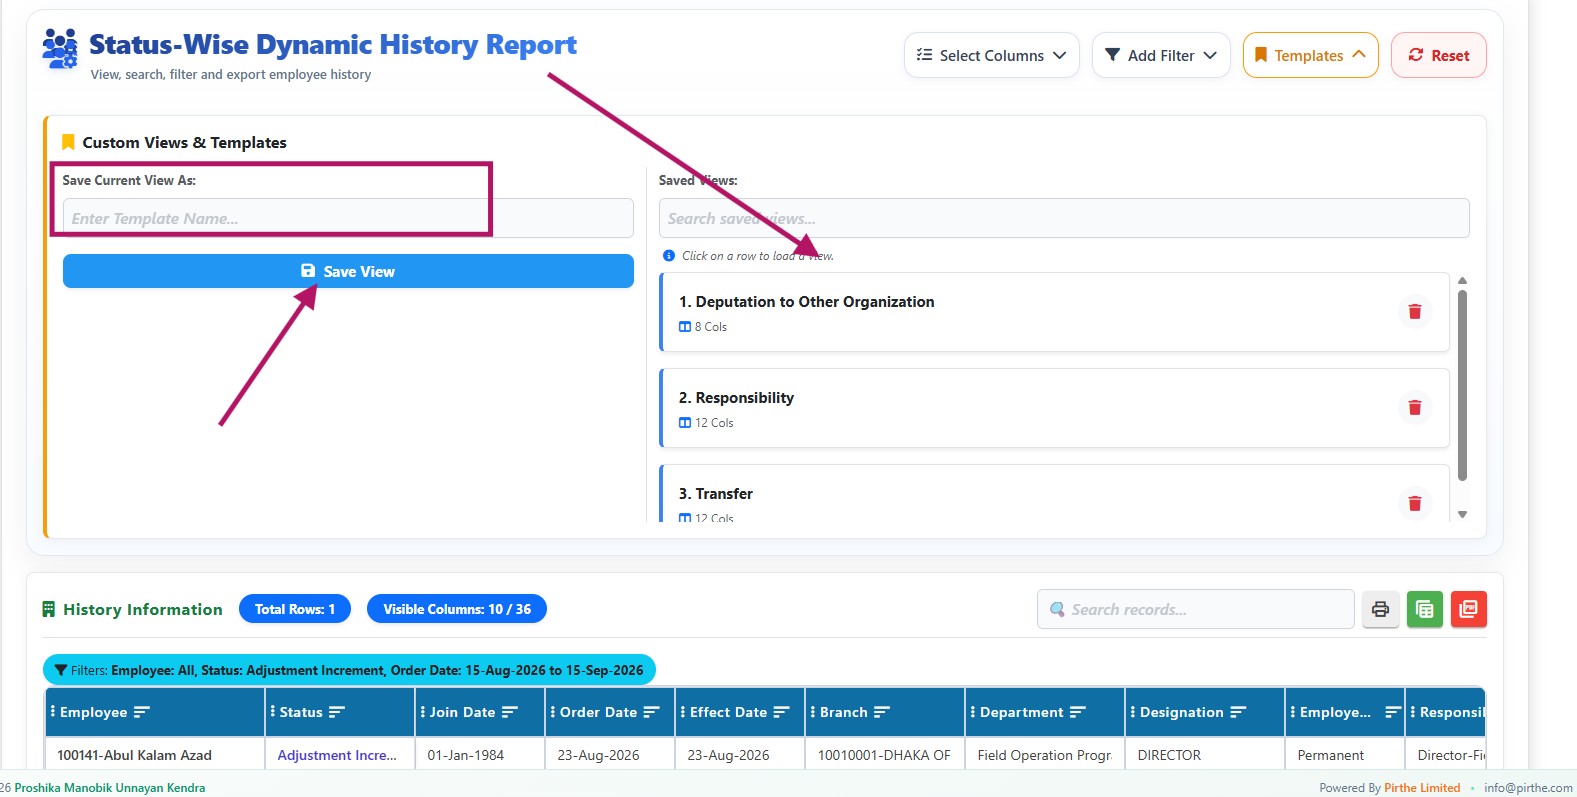 Status-Wise Dynamic History Report
View, search, filter and export employee history
Select Columns
Add Filter
Templates
Reset
Custom Views & Templates
Save Current View As:
Enter Template Name...
Save View
Saved Views:
Search saved views...
Click on a row to load a view.
1. Deputation to Other Organization
8 Cols
2. Responsibility
12 Cols
3. Transfer
12 Cols
History Information
Total Rows: 1
Visible Columns: 10 / 36
Search records...
Filters: Employee: All, Status: Adjustment Increment, Order Date: 15-Aug-2026 to 15-Sep-2026
Employee Status Join Date Order Date Effect Date Branch Department Designation Employe... Responsil
100141-Abul Kalam Azad Adjustment Incre... 01-Jan-1984 23-Aug-2026 23-Aug-2026 10010001-DHAKA OF Field Operation Progr DIRECTOR Permanent Director-Fi
26 Proshika Manobik Unnayan Kendra
Powered By Pirthe Limited • info@pirthe.com